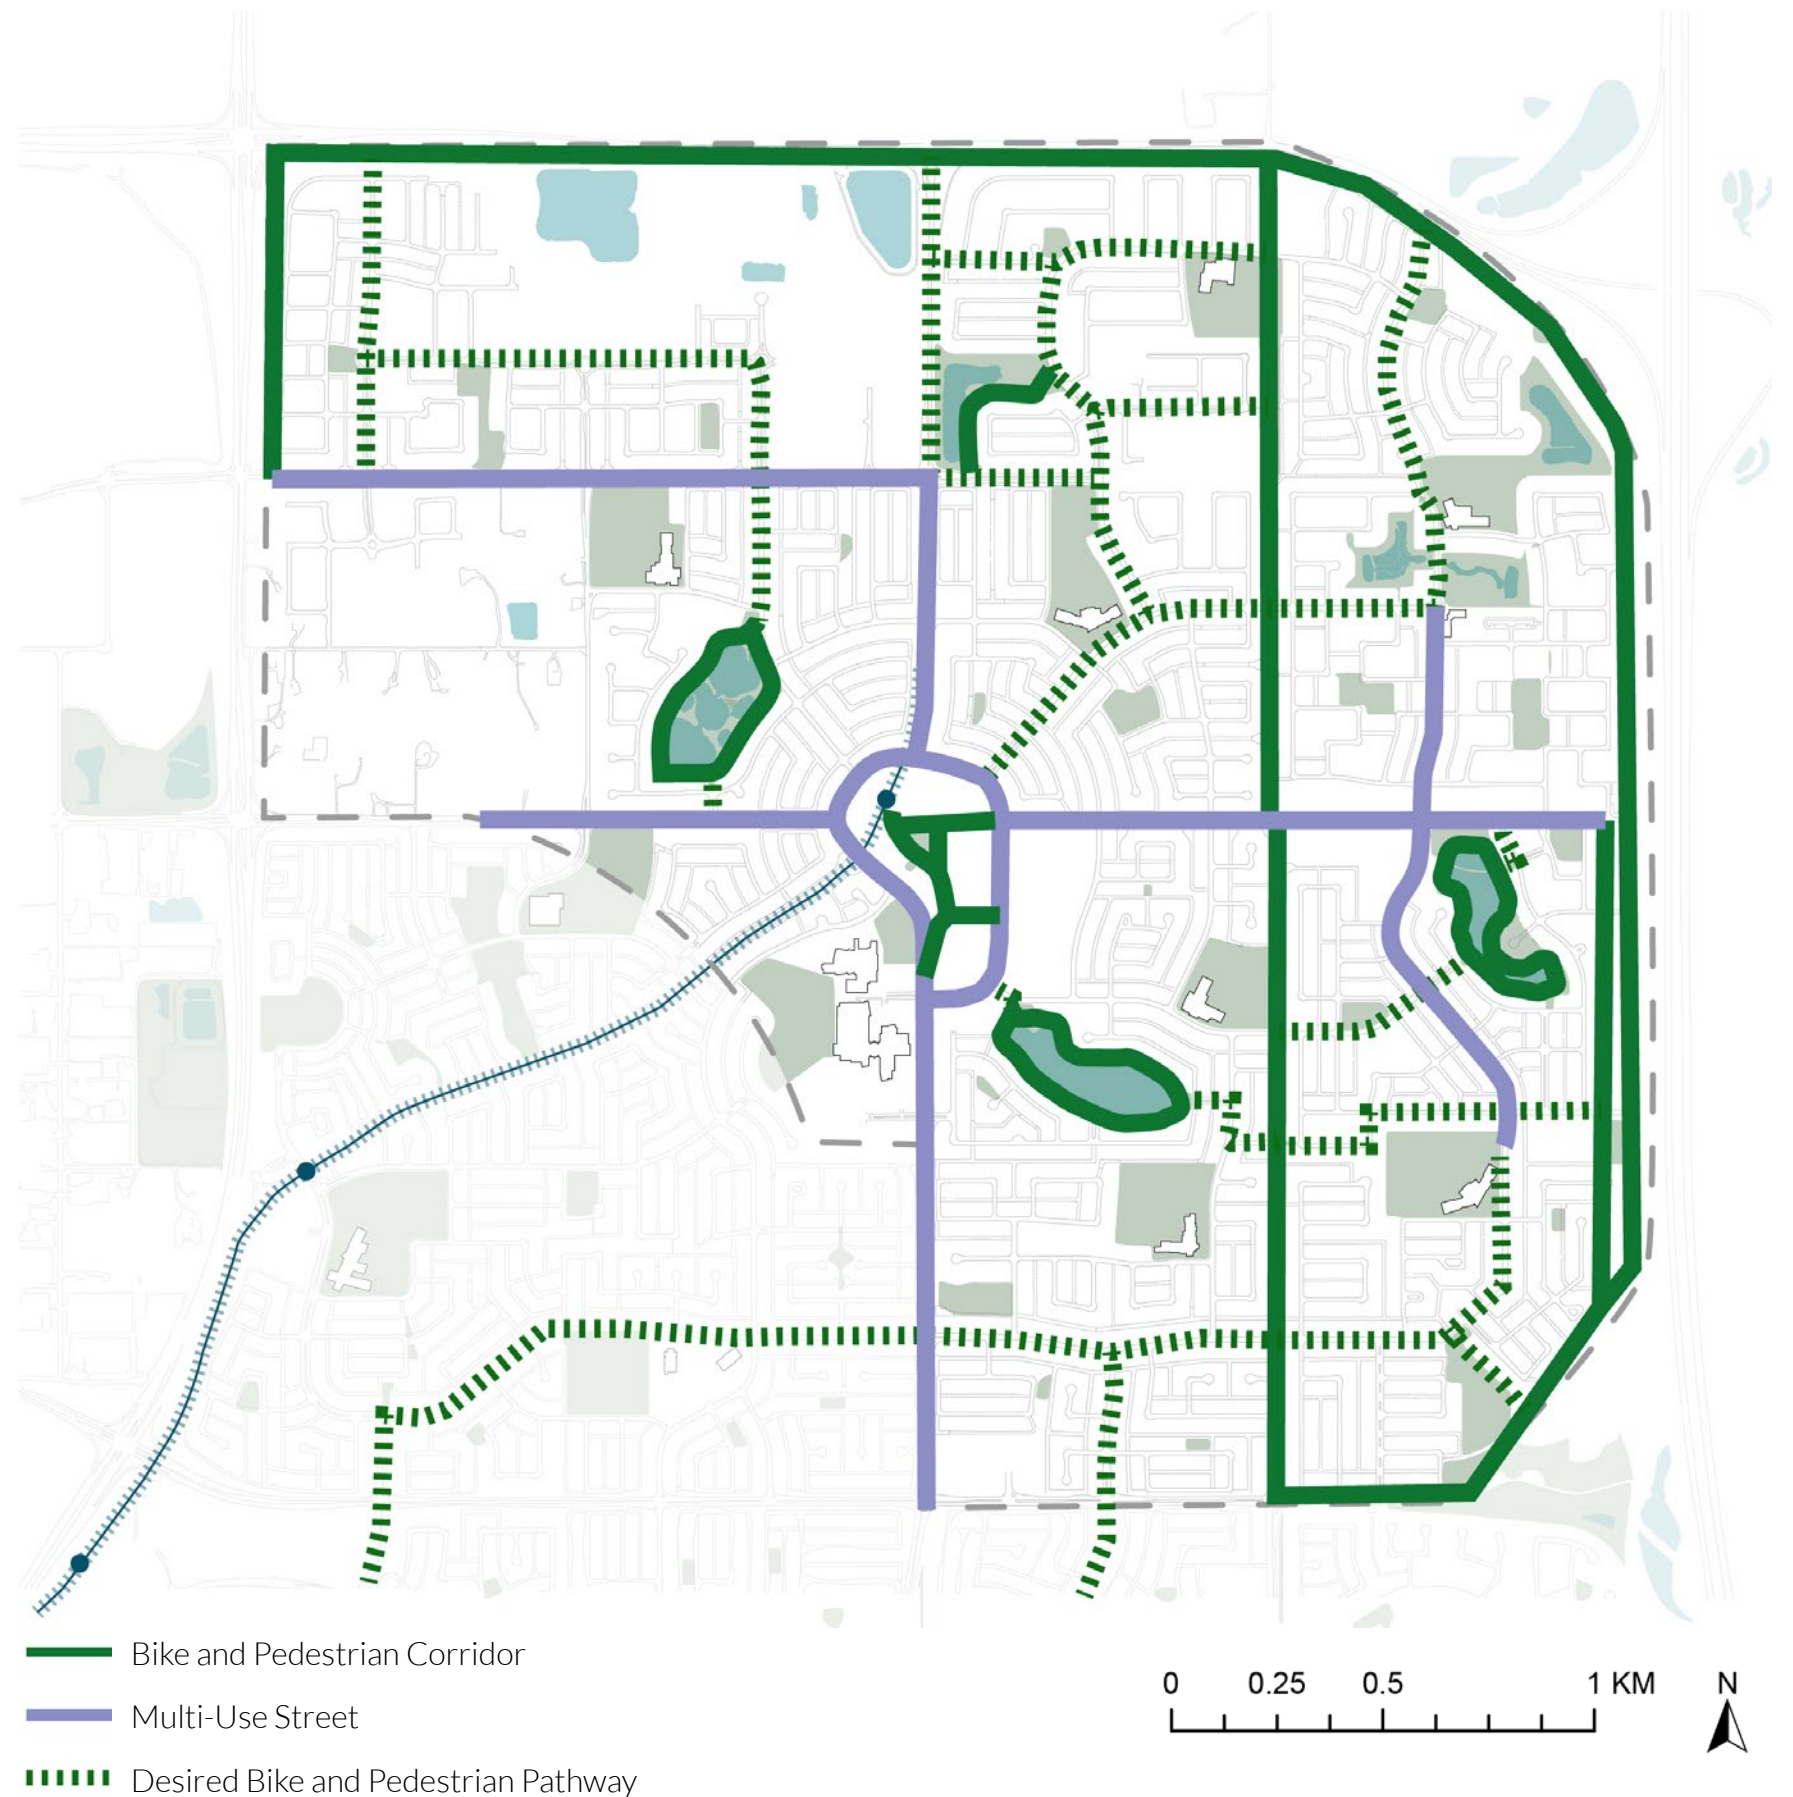 Bike and Pedestrian Corridor
Multi-Use Street
Desired Bike and Pedestrian Pathway
0 0.25 0.5 1 KM
N